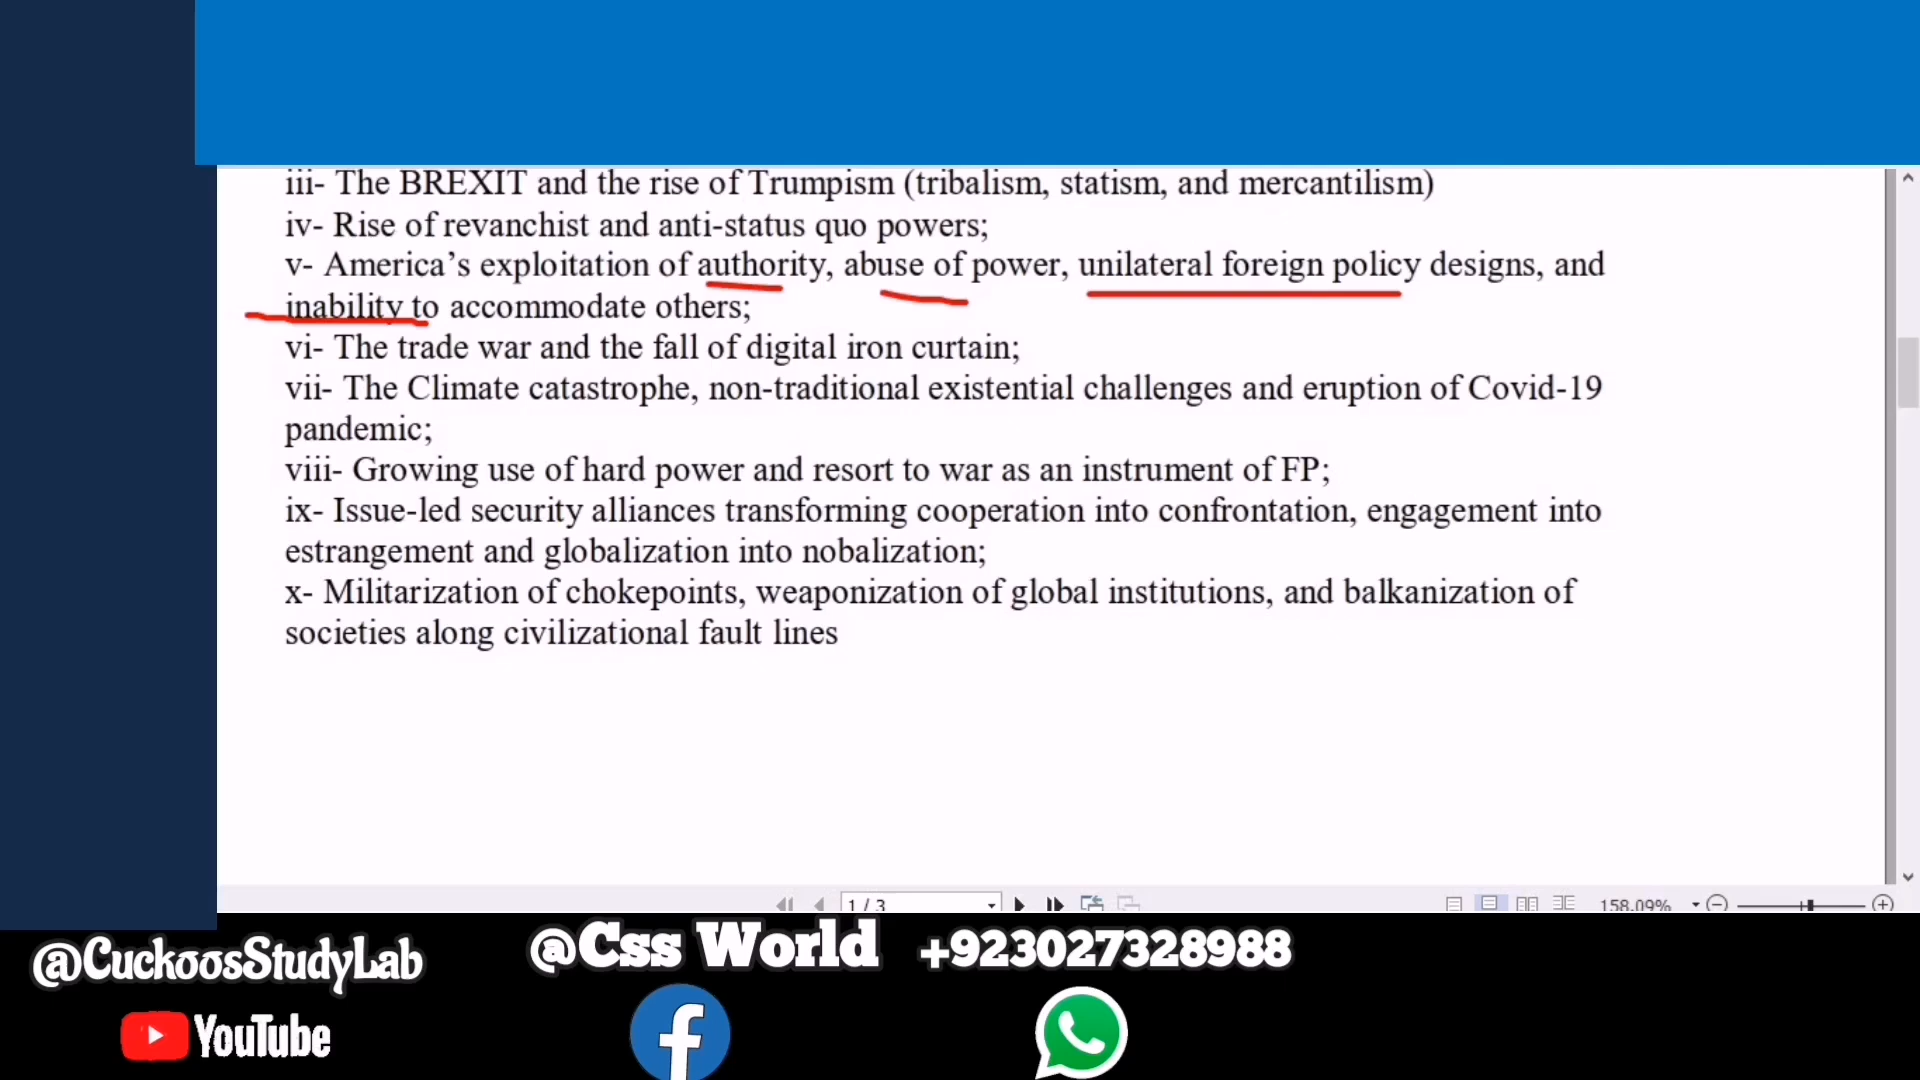 iii- The BREXIT and the rise of Trumpism (tribalism, statism, and mercantilism)
iv- Rise of revanchist and anti-status quo powers;
v- America’s exploitation of authority, abuse of power, unilateral foreign policy designs, and
inability to accommodate others;
vi- The trade war and the fall of digital iron curtain;
vii- The Climate catastrophe, non-traditional existential challenges and eruption of Covid-19
pandemic;
viii- Growing use of hard power and resort to war as an instrument of FP;
ix- Issue-led security alliances transforming cooperation into confrontation, engagement into
estrangement and globalization into nobalization;
x- Militarization of chokepoints, weaponization of global institutions, and balkanization of
societies along civilizational fault lines
1 / 3
158.09%
@CuckoosStudyLab
@Css World
+923027328988
YouTube